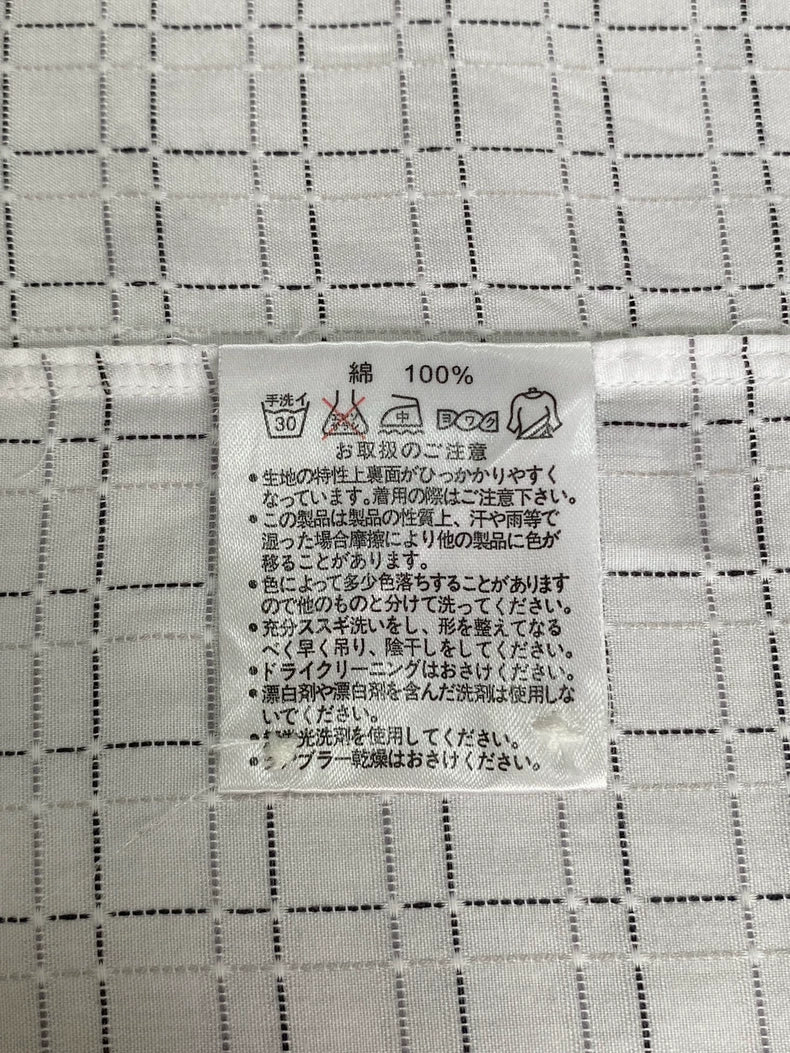 綿 100%
手洗イ
30
エンソ
サラシ
中
ヨワク
お取扱のご注意
●生地の特性上裏面がひっかかりやすく
なっています。着用の際はご注意下さい。
●この製品は製品の性質上、汗や雨等で
湿った場合摩擦により他の製品に色が
移ることがあります。
●色によって多少色落ちすることがあります
ので他のものと分けて洗ってください。
●充分ススギ洗いをし、形を整えてなる
べく早く吊り、陰干しをしてください。
●ドライクリーニングはおさけください。
●漂白剤や漂白剤を含んだ洗剤は使用しな
いでください。
●光洗剤を使用してください。
●ンブラー乾燥はおさけください。